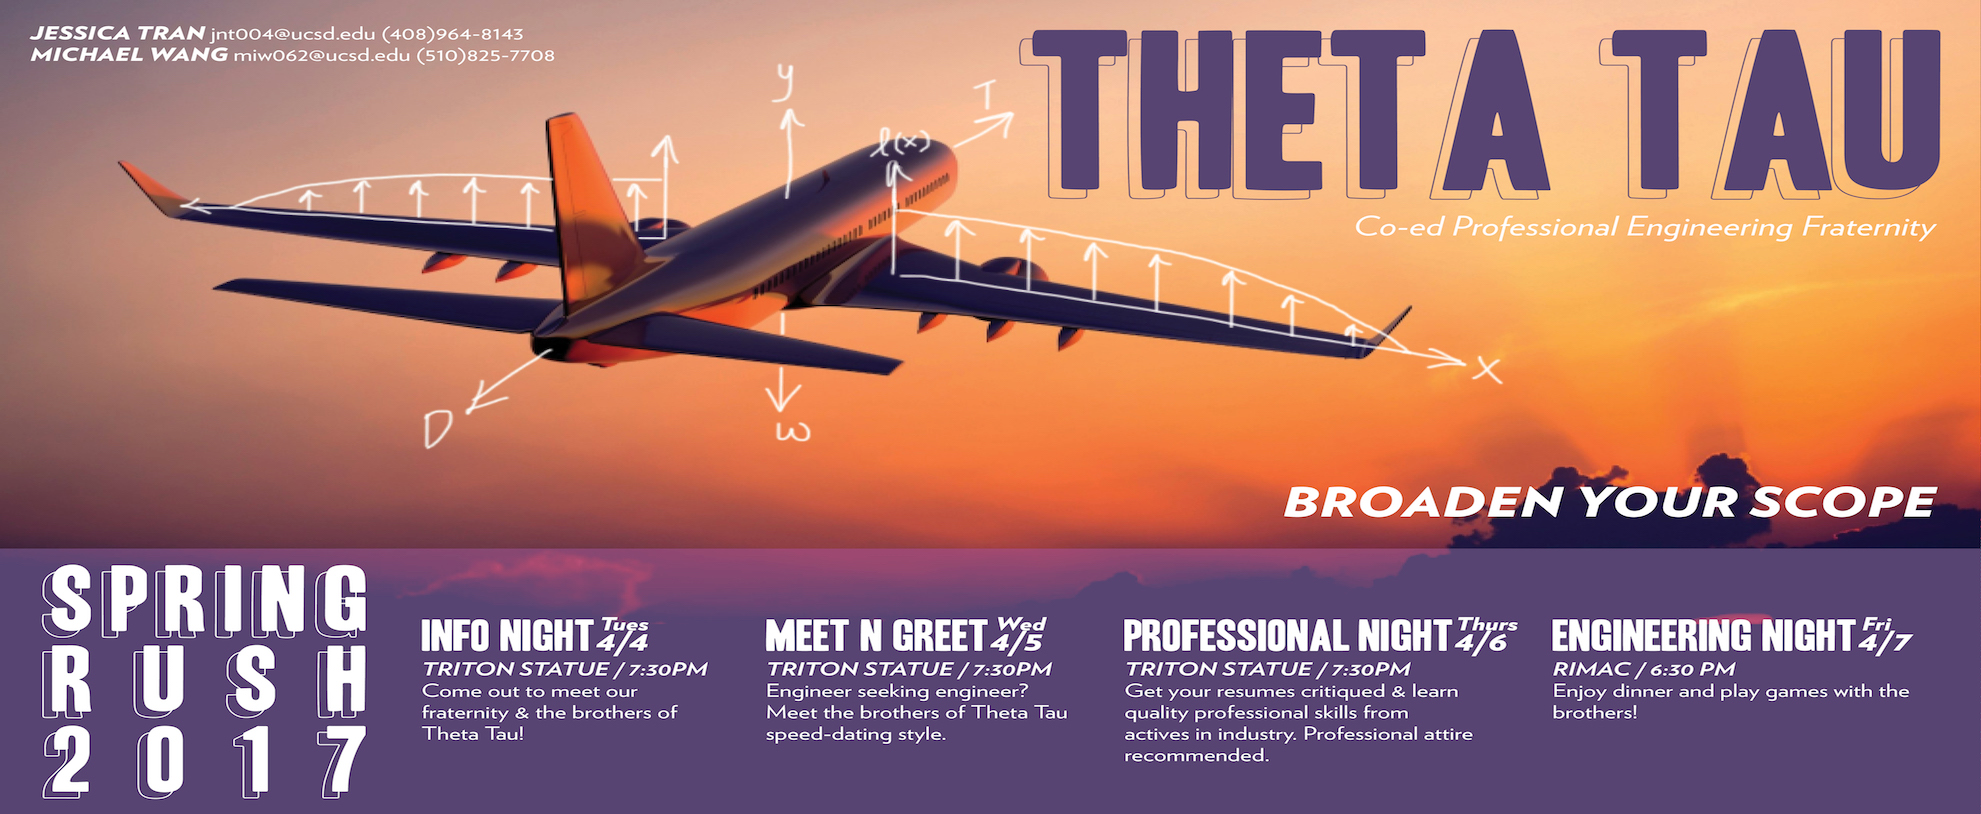 JESSICA TRAN jnt004@ucsd.edu (408)964-8143
MICHAEL WANG miw062@ucsd.edu (510)825-7708
THETA TAU
Co-ed Professional Engineering Fraternity
y
T
l(x)
X
D
W
BROADEN YOUR SCOPE
SPRING
RUSH
2017
INFO NIGHT Tues 4/4
TRITON STATUE / 7:30PM
Come out to meet our
fraternity & the brothers of
Theta Tau!
MEET N GREET Wed 4/5
TRITON STATUE / 7:30PM
Engineer seeking engineer?
Meet the brothers of Theta Tau
speed-dating style.
PROFESSIONAL NIGHT Thurs 4/6
TRITON STATUE / 7:30PM
Get your resumes critiqued & learn
quality professional skills from
actives in industry. Professional attire
recommended.
ENGINEERING NIGHT Fri 4/7
RIMAC / 6:30 PM
Enjoy dinner and play games with the
brothers!